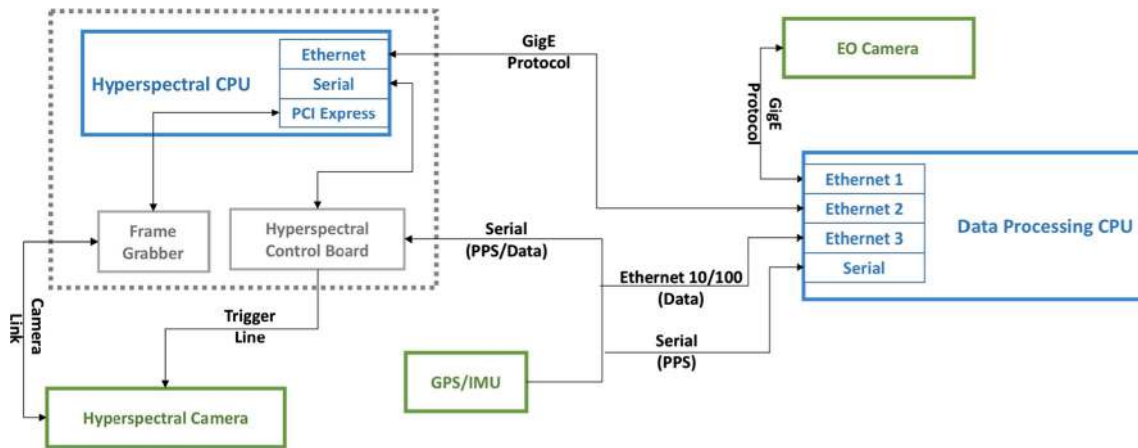 Hyperspectral CPU
Ethernet
Serial
PCI Express
GigE
Protocol
EO Camera
GigE
Protocol
Ethernet 1
Ethernet 2
Ethernet 3
Serial
Data Processing CPU
Frame
Grabber
Hyperspectral
Control Board
Serial
(PPS/Data)
Ethernet 10/100
(Data)
Camera
Link
Trigger
Line
Serial
(PPS)
GPS/IMU
Hyperspectral Camera